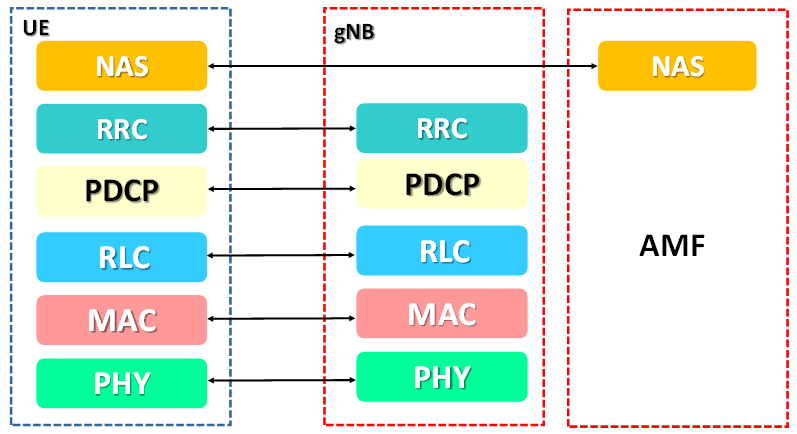 UE
gNB
NAS
NAS
RRC
RRC
PDCP
PDCP
RLC
RLC
AMF
MAC
MAC
PHY
PHY